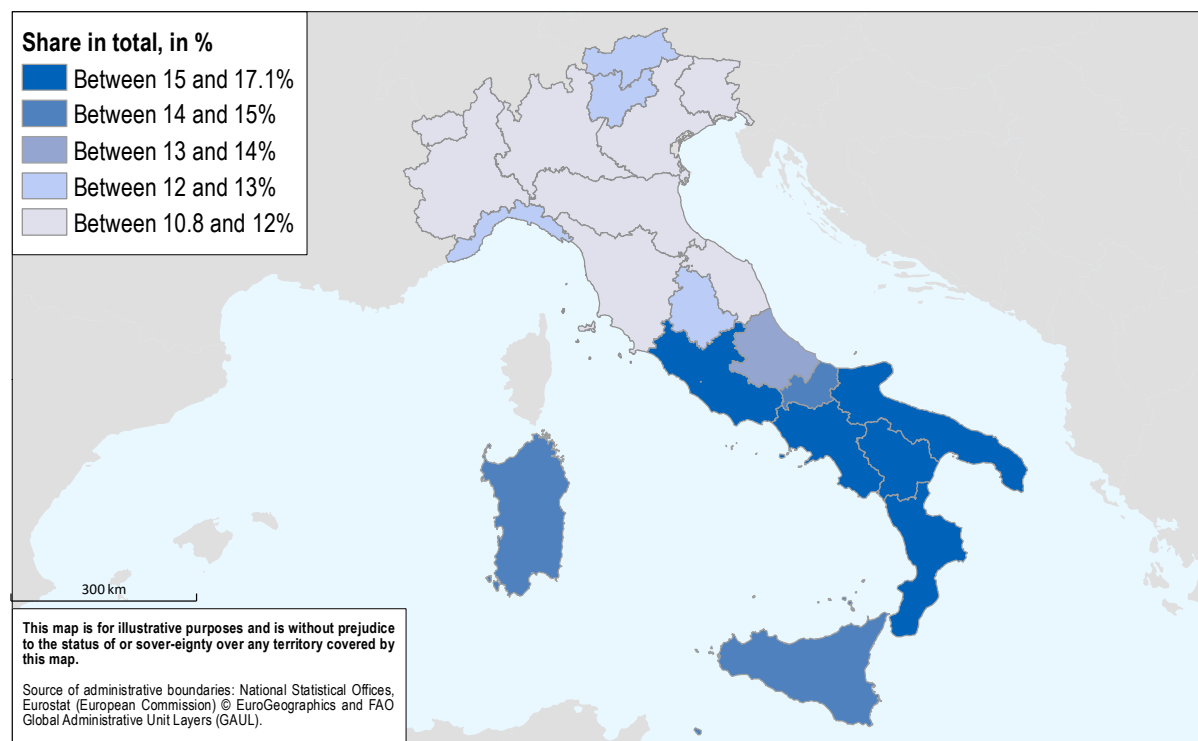 Share in total, in %
Between 15 and 17.1%
Between 14 and 15%
Between 13 and 14%
Between 12 and 13%
Between 10.8 and 12%
300 km
This map is for illustrative purposes and is without prejudice
to the status of or sover-eignty over any territory covered by
this map.
Source of administrative boundaries: National Statistical Offices,
Eurostat (European Commission) © EuroGeographics and FAO
Global Administrative Unit Layers (GAUL).